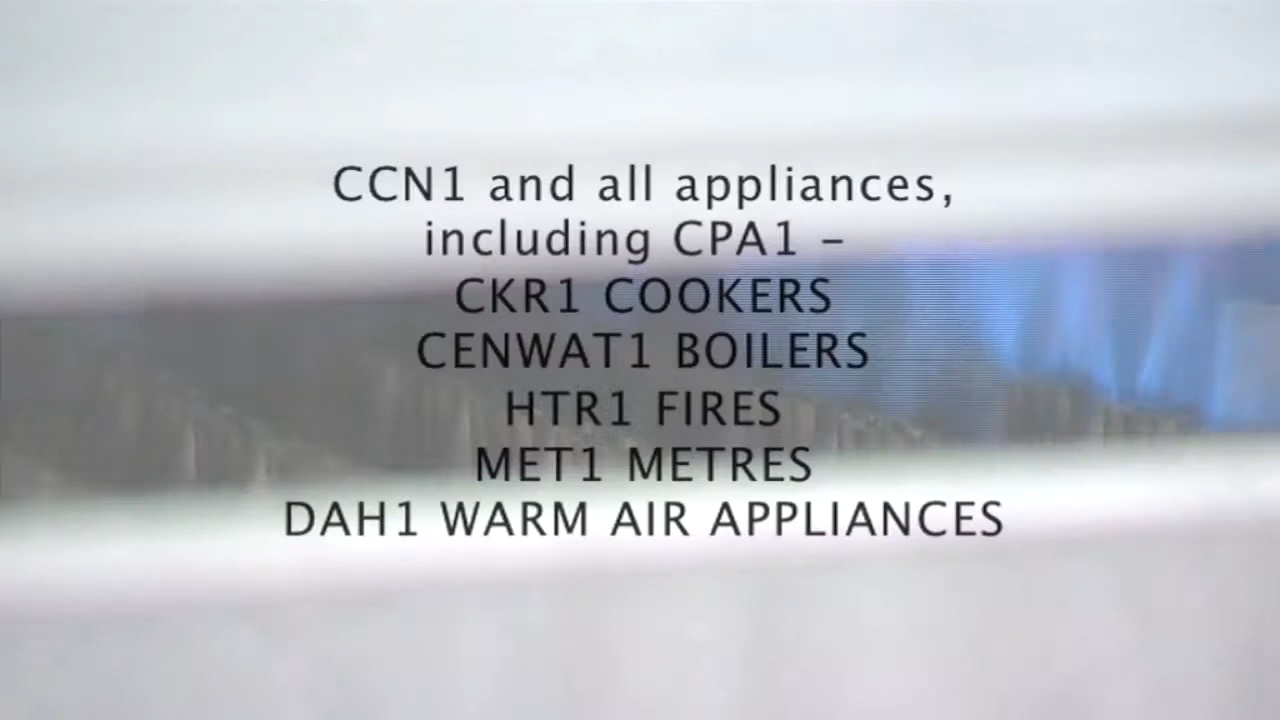 CCN1 and all appliances,
including CPA1 –
CKR1 COOKERS
CENWAT1 BOILERS
HTR1 FIRES
MET1 METRES
DAH1 WARM AIR APPLIANCES